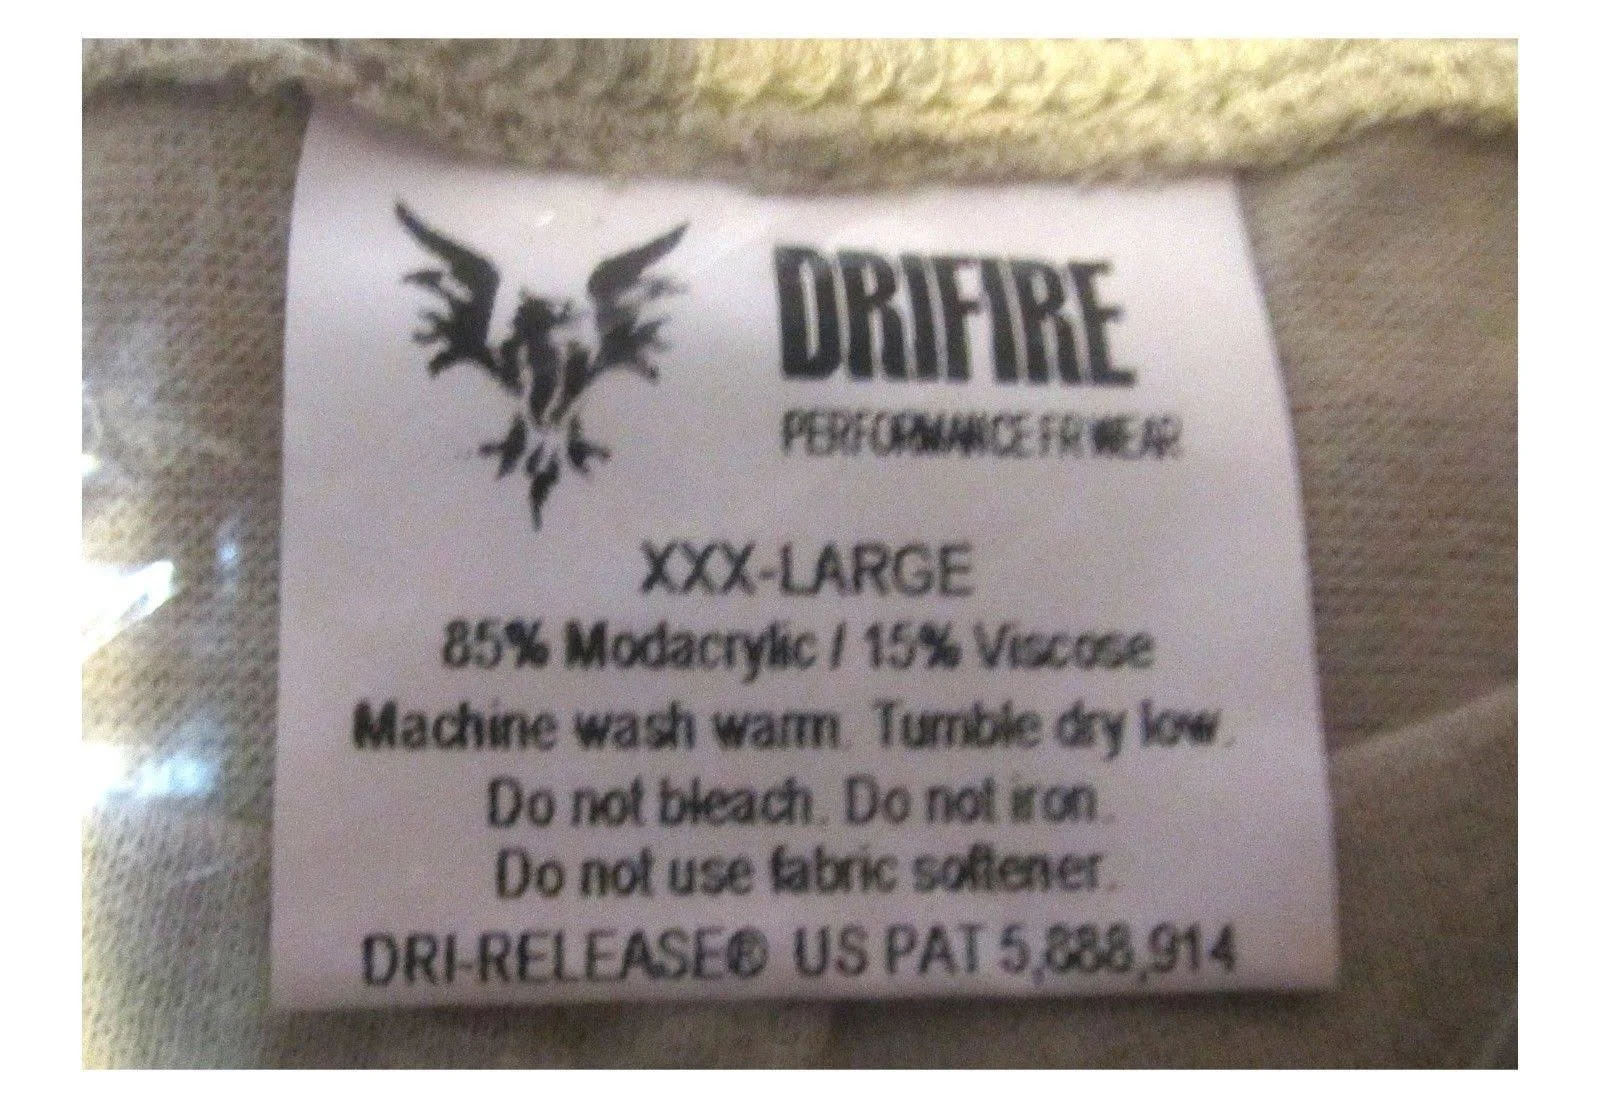 DRIFIRE
PERFORMANCE FR WEAR
XXX-LARGE
85% Modacrylic / 15% Viscose
Machine wash warm. Tumble dry low.
Do not bleach. Do not iron.
Do not use fabric softener.
DRI-RELEASE® US PAT 5,888,914